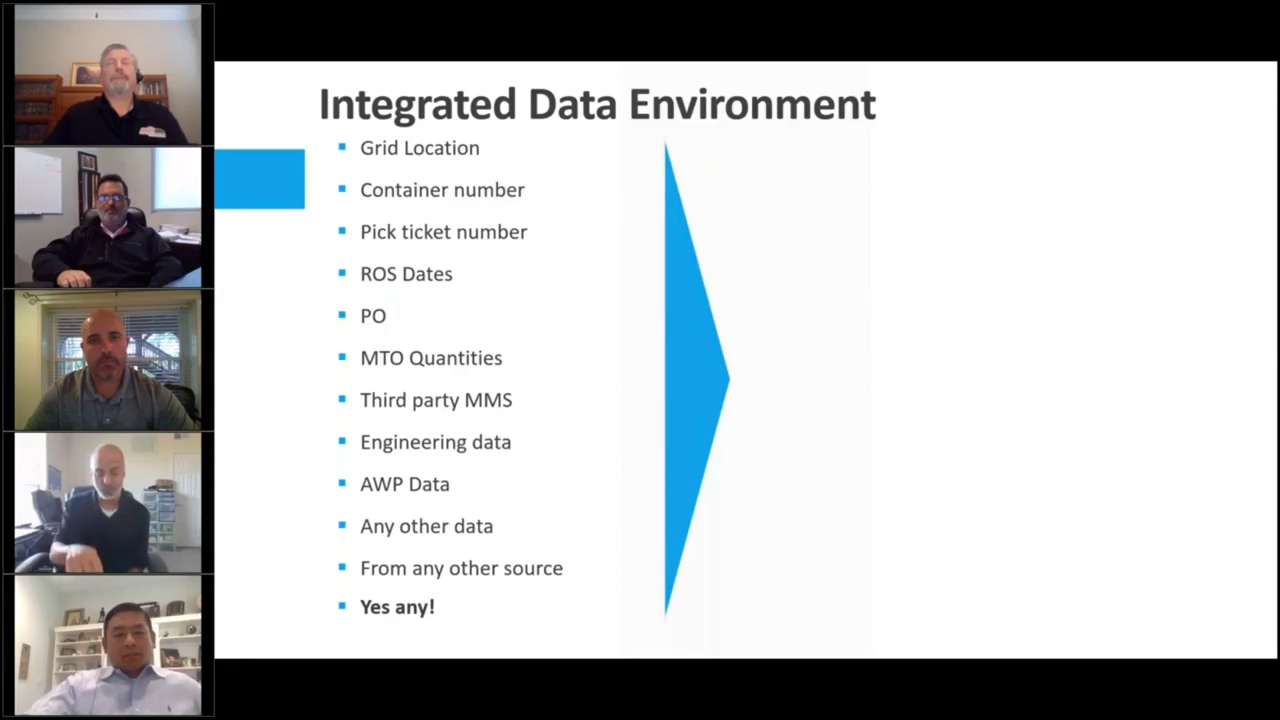 Integrated Data Environment
Grid Location
Container number
Pick ticket number
ROS Dates
PO
MTO Quantities
Third party MMS
Engineering data
AWP Data
Any other data
From any other source
Yes any!